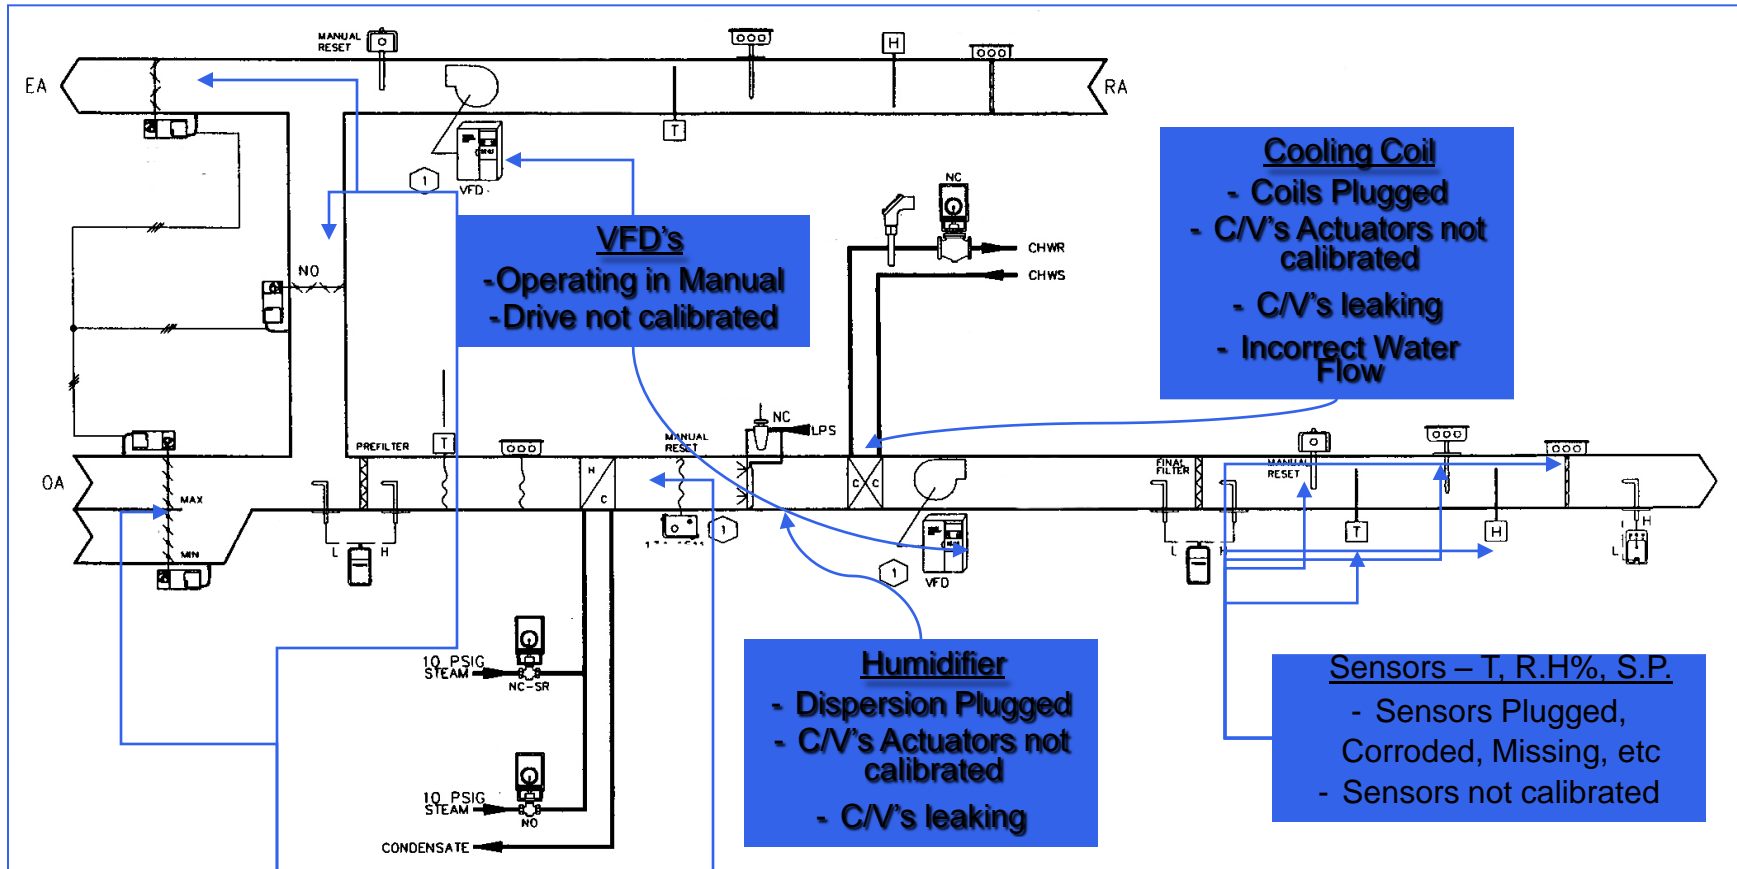 MANUAL
RESET
H
EA
RA
T
1
VFD
NC
CHWR
CHWS
NO
VFD's
-Operating in Manual
-Drive not calibrated
Cooling Coil
- Coils Plugged
- C/V's Actuators not
calibrated
- C/V's leaking
- Incorrect Water
Flow
PREFILTER
T
MANUAL
RESET
NC
LPS
OA
MAX
MIN
L
H
H
C
1
C
C
1
VFD
FINAL
FILTER
MANUAL
RESET
L
H
T
H
H
L
10 PSIG
STEAM
NC-SR
10 PSIG
STEAM
NO
CONDENSATE
Humidifier
- Dispersion Plugged
- C/V's Actuators not
calibrated
- C/V's leaking
Sensors – T, R.H%, S.P.
- Sensors Plugged,
Corroded, Missing, etc
- Sensors not calibrated